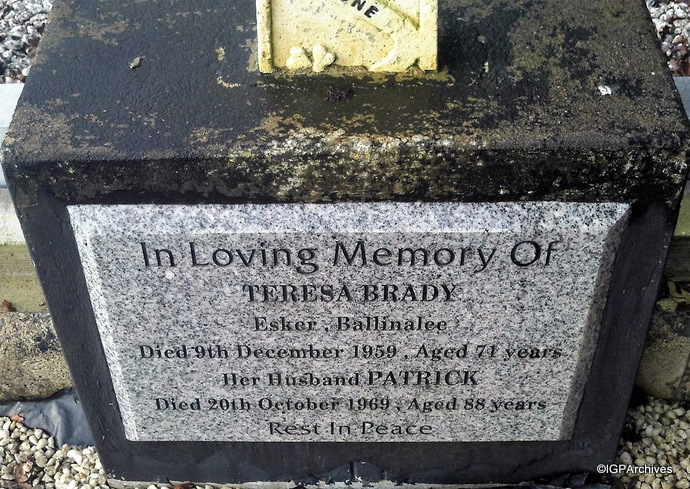 NE
In Loving Memory Of
TERESA BRADY
Esker , Ballinalee
Died 9th December 1959 , Aged 71 years
Her Husband PATRICK
Died 20th October 1969 , Aged 88 years
Rest In Peace
©IGPArchives